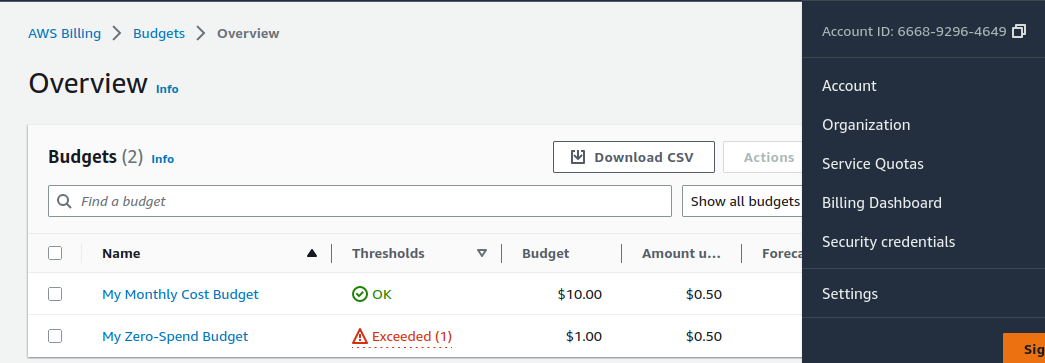 AWS Billing > Budgets > Overview
Account ID: 6668-9296-4649
Overview Info
Account
Organization
Budgets (2) Info
Download CSV
Actions
Service Quotas
Find a budget
Show all budgets
Billing Dashboard
Security credentials
Name Thresholds Budget Amount u... Foreca
My Monthly Cost Budget OK $10.00 $0.50
Settings
My Zero-Spend Budget Exceeded (1) $1.00 $0.50
Sig